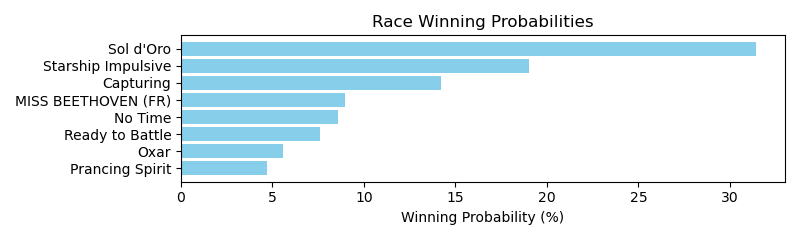 Race Winning Probabilities
Sol d'Oro
Starship Impulsive
Capturing
MISS BEETHOVEN (FR)
No Time
Ready to Battle
Oxar
Prancing Spirit
0 5 10 15 20 25 30
Winning Probability (%)